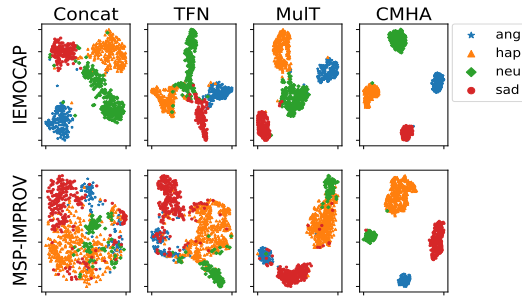 Concat TFN MulT CMHA
ang
hap
neu
sad
IEMOCAP
MSP-IMPROV